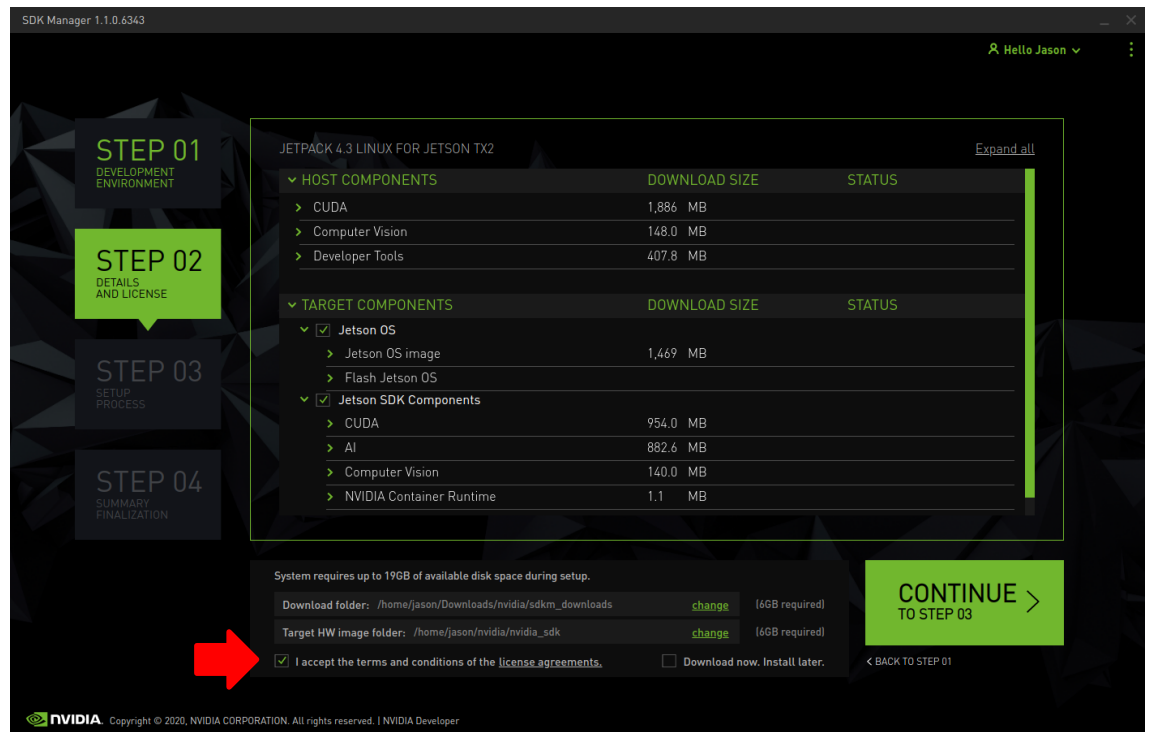 SDK Manager 1.1.0.6343
Hello Jason
STEP 01
DEVELOPMENT
ENVIRONMENT
STEP 02
DETAILS
AND LICENSE
STEP 03
SETUP
PROCESS
STEP 04
SUMMARY
FINALIZATION
JETPACK 4.3 LINUX FOR JETSON TX2 Expand all
HOST COMPONENTS DOWNLOAD SIZE STATUS
CUDA 1,886 MB
Computer Vision 148.0 MB
Developer Tools 407.8 MB
TARGET COMPONENTS DOWNLOAD SIZE STATUS
Jetson OS
Jetson OS image 1,469 MB
Flash Jetson OS
Jetson SDK Components
CUDA 954.0 MB
AI 882.6 MB
Computer Vision 140.0 MB
NVIDIA Container Runtime 1.1 MB
System requires up to 19GB of available disk space during setup.
Download folder: /home/jason/Downloads/nvidia/sdkm_downloads change (6GB required)
Target HW image folder: /home/jason/nvidia/nvidia_sdk change (6GB required)
I accept the terms and conditions of the license agreements. Download now. Install later.
CONTINUE
TO STEP 03
< BACK TO STEP 01
NVIDIA. Copyright © 2020, NVIDIA CORPORATION. All rights reserved. | NVIDIA Developer